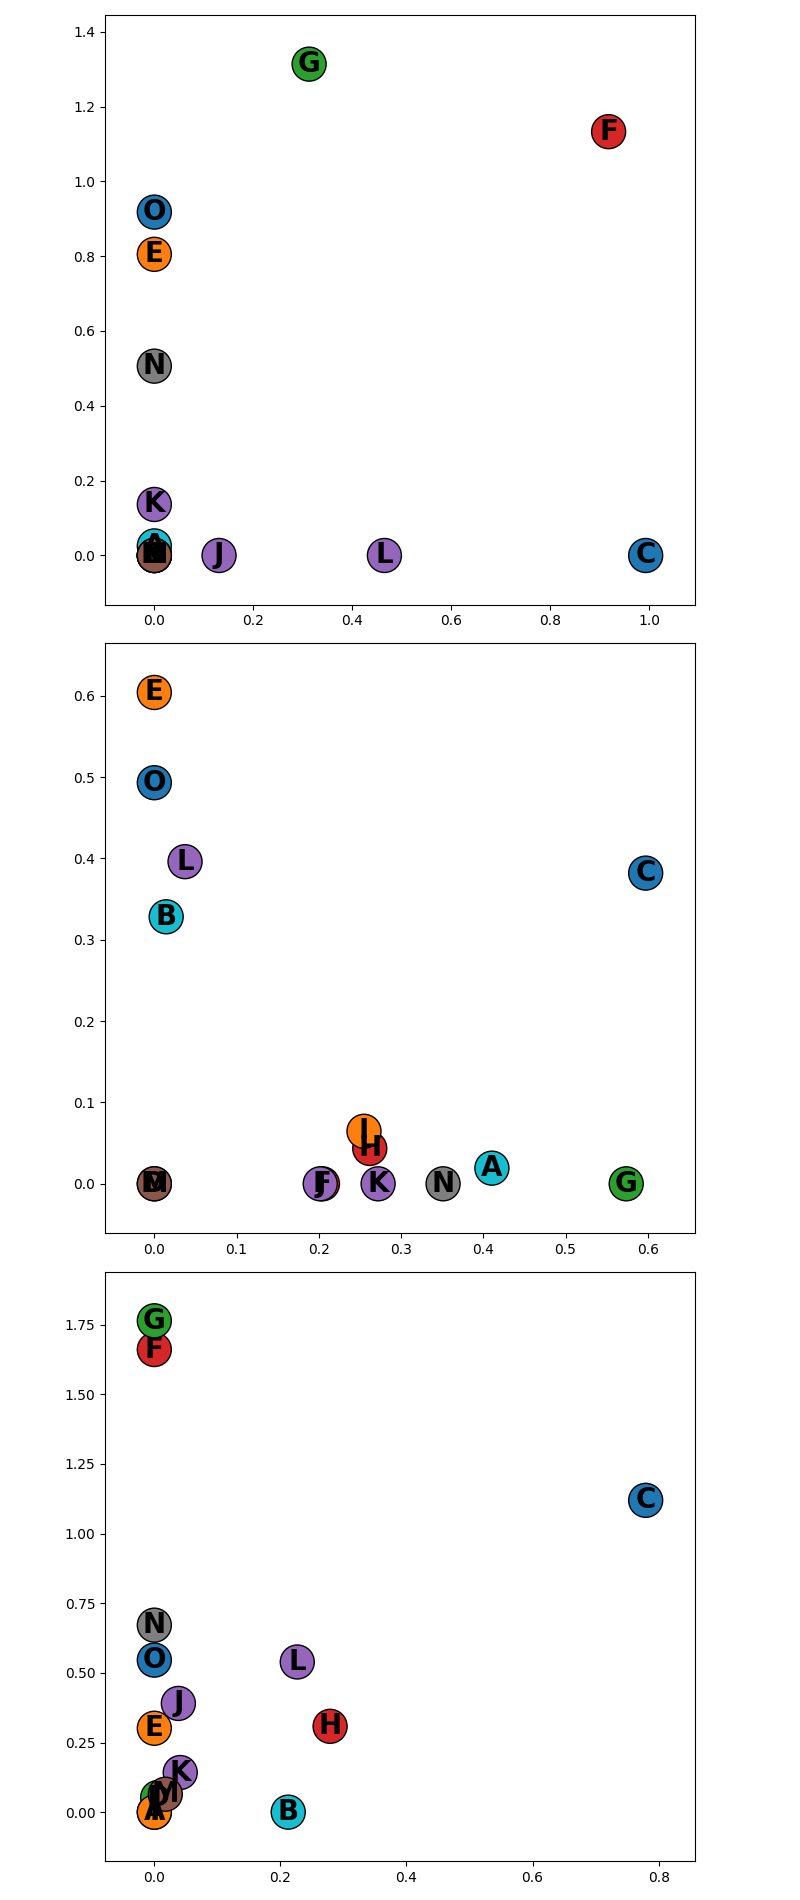 1.4
G
F
1.2
1.0
O
E
0.8
0.6
N
0.4
0.2
K
A
0.0 J L C
0.0 0.2 0.4 0.6 0.8 1.0
E
0.6
0.5 O
L
0.4
C
B
0.3
0.2
0.1
I
H
A
0.0 M J F K N G
0.0 0.1 0.2 0.3 0.4 0.5 0.6
G
1.75
F
1.50
1.25
C
1.00
0.75
N
O L
0.50
J
E H
0.25
K
M
0.00 A B
0.0 0.2 0.4 0.6 0.8